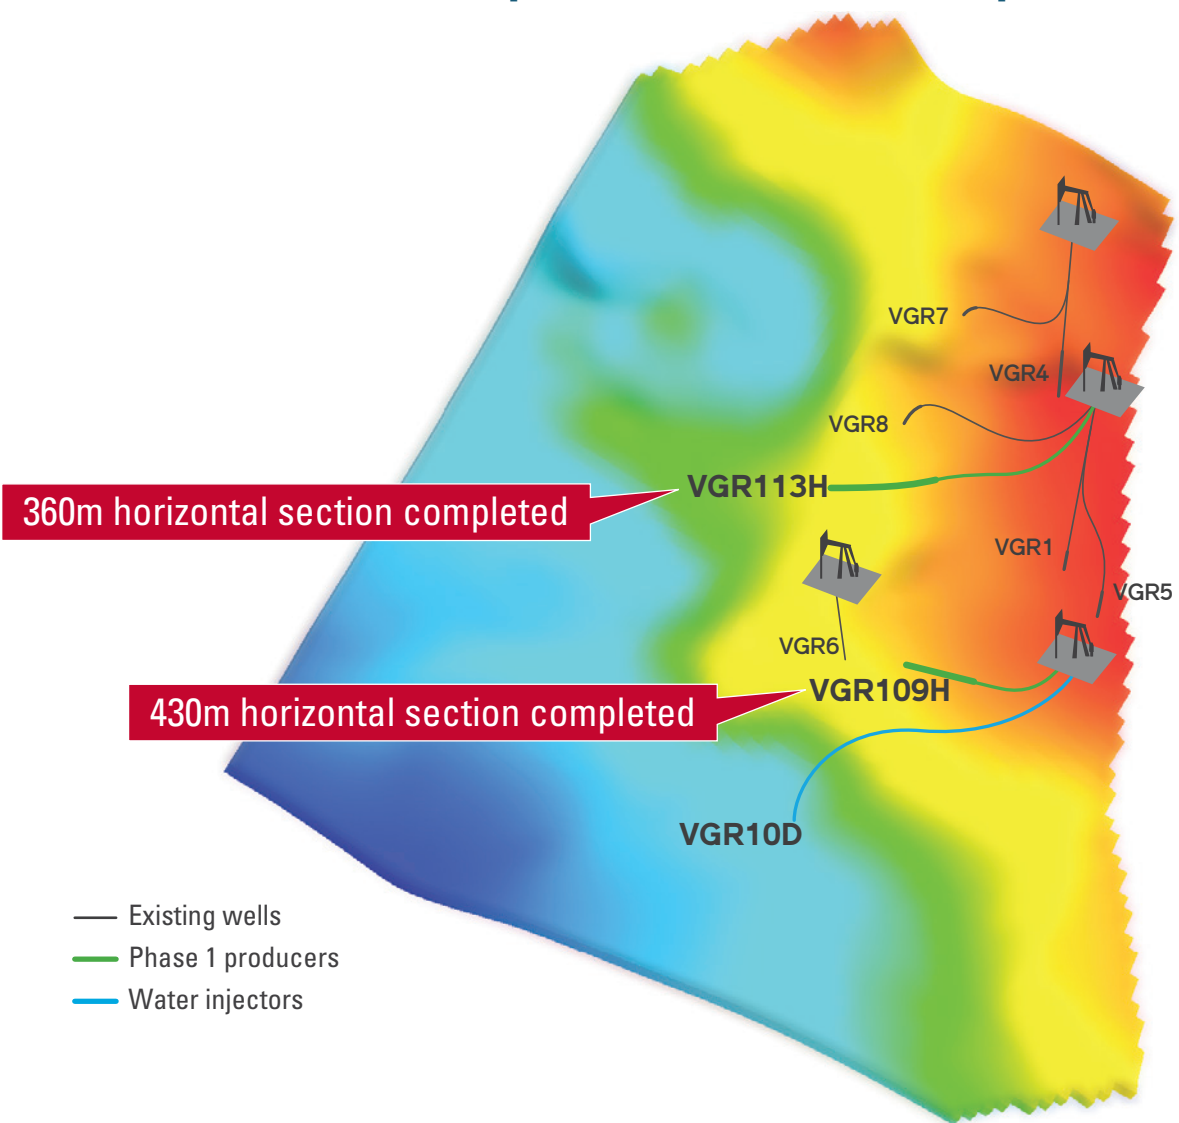 VGR7
VGR4
VGR8
VGR113H
360m horizontal section completed
VGR1
VGR5
VGR6
VGR109H
430m horizontal section completed
VGR10D
Existing wells
Phase 1 producers
Water injectors